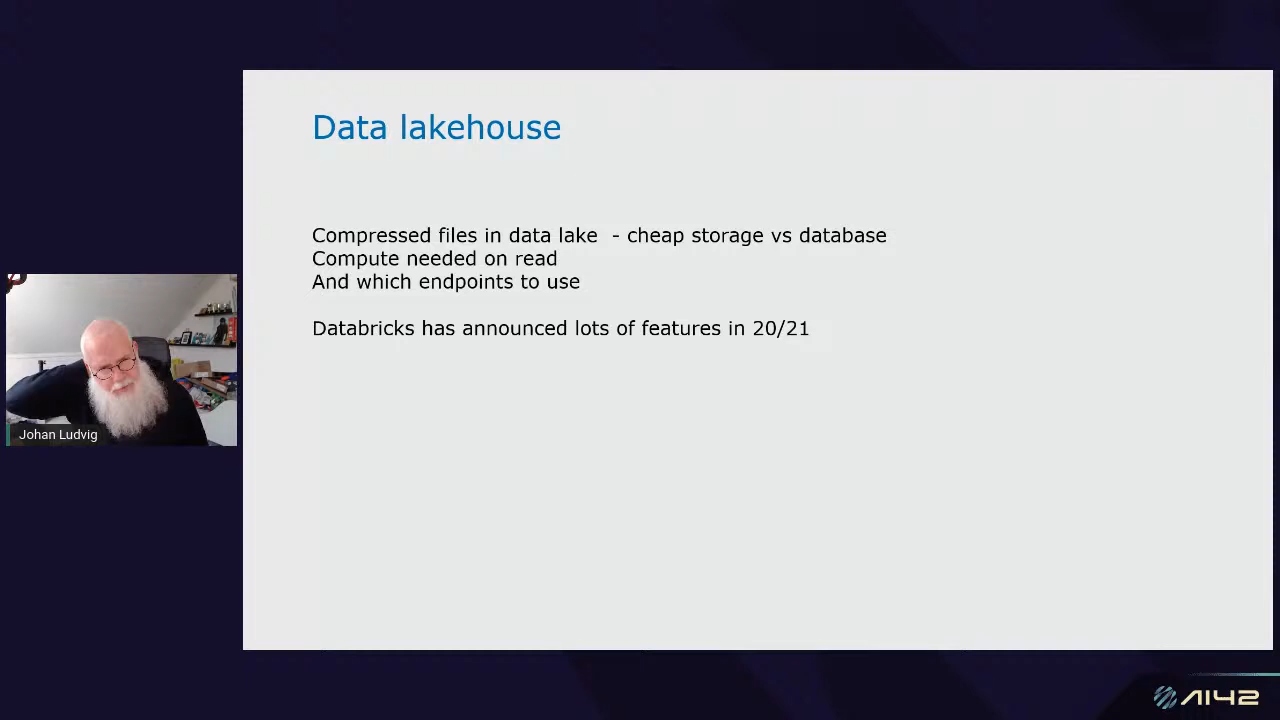 Data lakehouse
Compressed files in data lake  - cheap storage vs database
Compute needed on read
And which endpoints to use
Databricks has announced lots of features in 20/21
Johan Ludvig
AI42